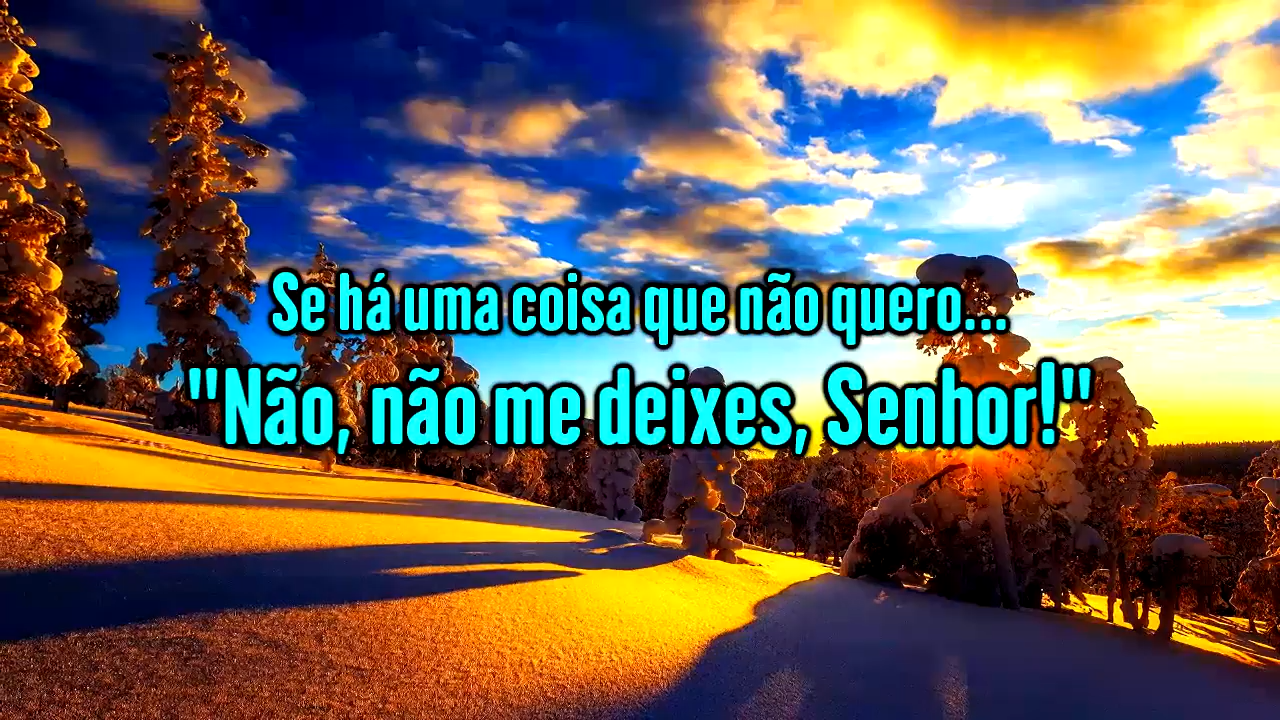 Se há uma coisa que não quero...
"Não, não me deixes, Senhor!"